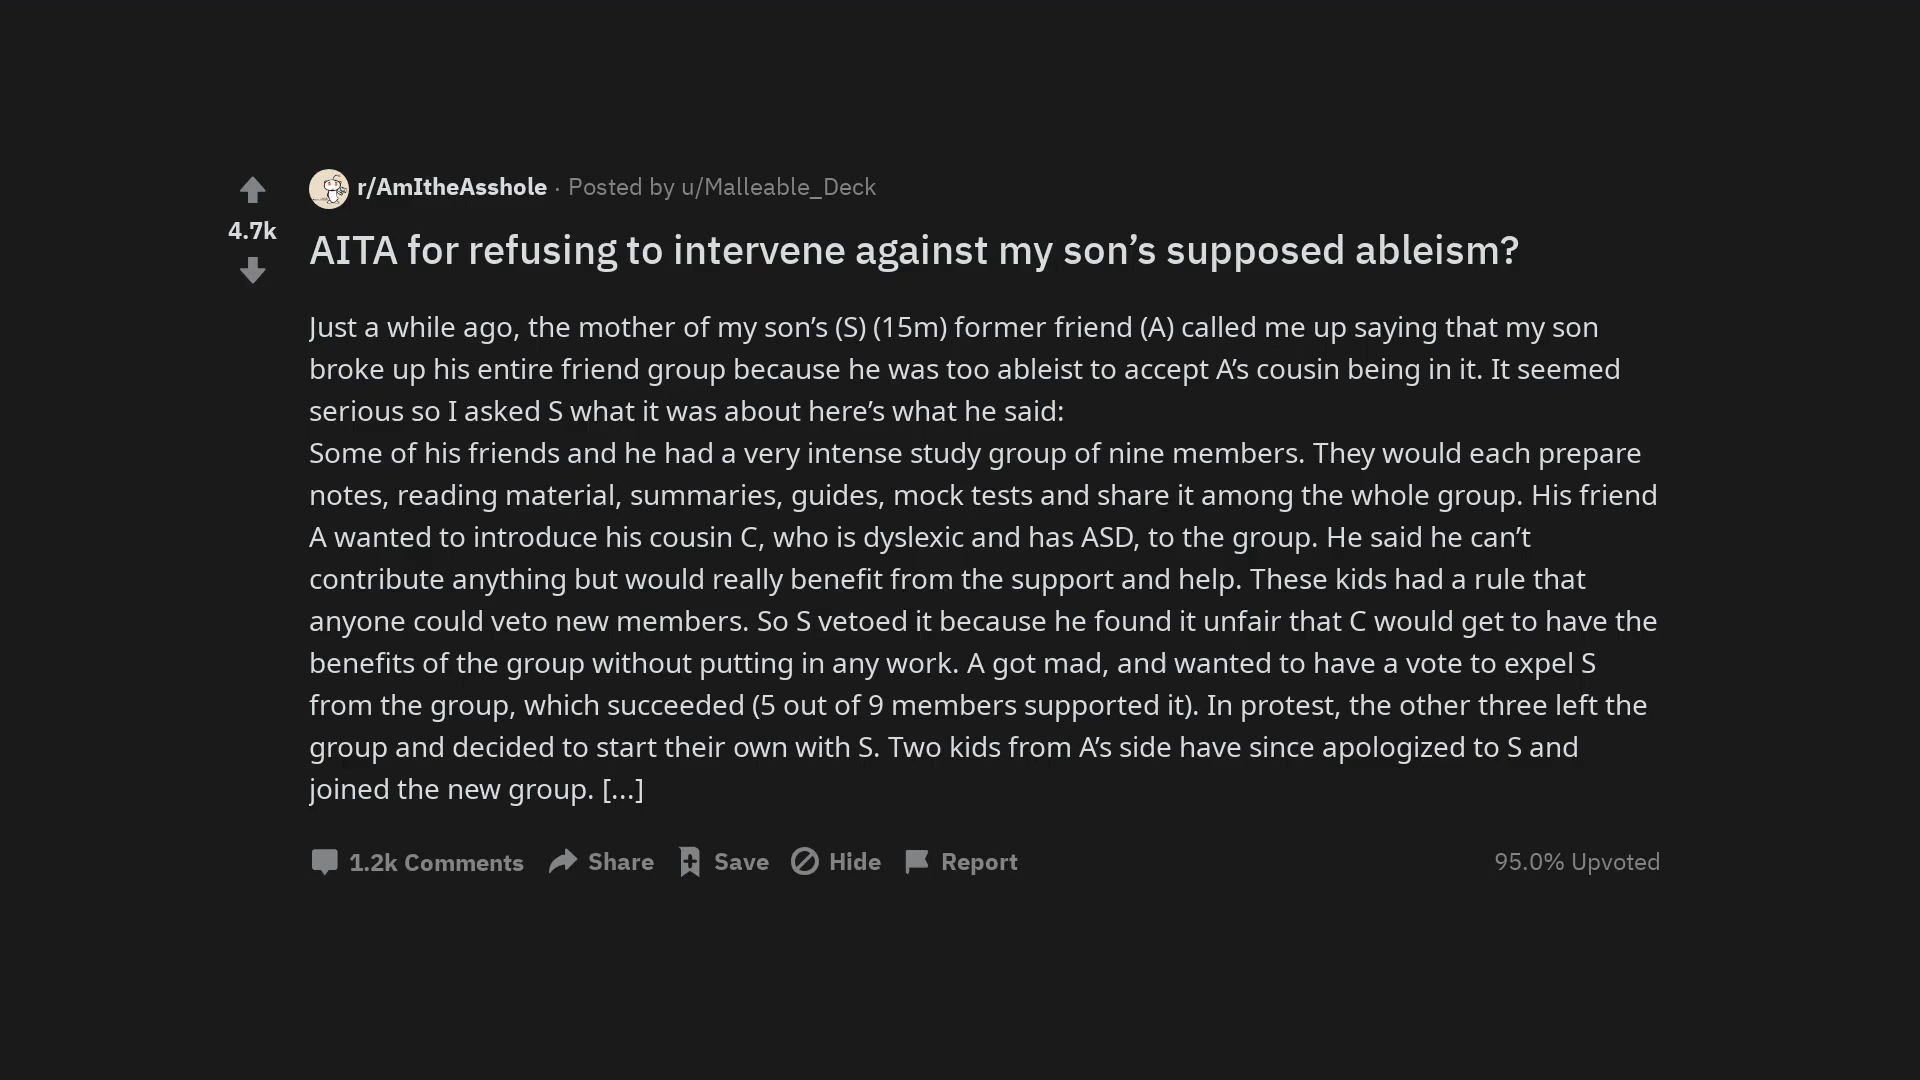 r/AmItheAsshole · Posted by u/Malleable_Deck
4.7k
AITA for refusing to intervene against my son’s supposed ableism?
Just a while ago, the mother of my son’s (S) (15m) former friend (A) called me up saying that my son
broke up his entire friend group because he was too ableist to accept A’s cousin being in it. It seemed
serious so I asked S what it was about here’s what he said:
Some of his friends and he had a very intense study group of nine members. They would each prepare
notes, reading material, summaries, guides, mock tests and share it among the whole group. His friend
A wanted to introduce his cousin C, who is dyslexic and has ASD, to the group. He said he can’t
contribute anything but would really benefit from the support and help. These kids had a rule that
anyone could veto new members. So S vetoed it because he found it unfair that C would get to have the
benefits of the group without putting in any work. A got mad, and wanted to have a vote to expel S
from the group, which succeeded (5 out of 9 members supported it). In protest, the other three left the
group and decided to start their own with S. Two kids from A’s side have since apologized to S and
joined the new group. [...]
1.2k Comments Share Save Hide Report 95.0% Upvoted